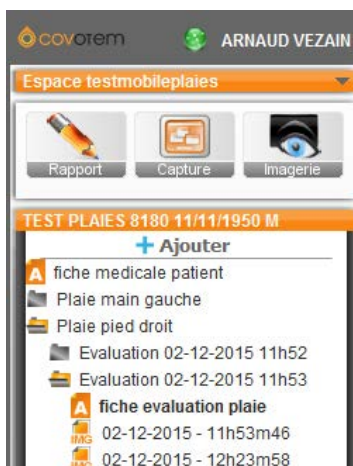 covotem ARNAUD VEZAIN
Espace testmobileplaies
Rapport Capture Imagerie
TEST PLAIES 8180 11/11/1950 M
+ Ajouter
A fiche medicale patient
Plaie main gauche
Plaie pied droit
Evaluation 02-12-2015 11h52
Evaluation 02-12-2015 11h53
A fiche evaluation plaie
IMG 02-12-2015 - 11h53m46
IMG 02-12-2015 - 12h23m58